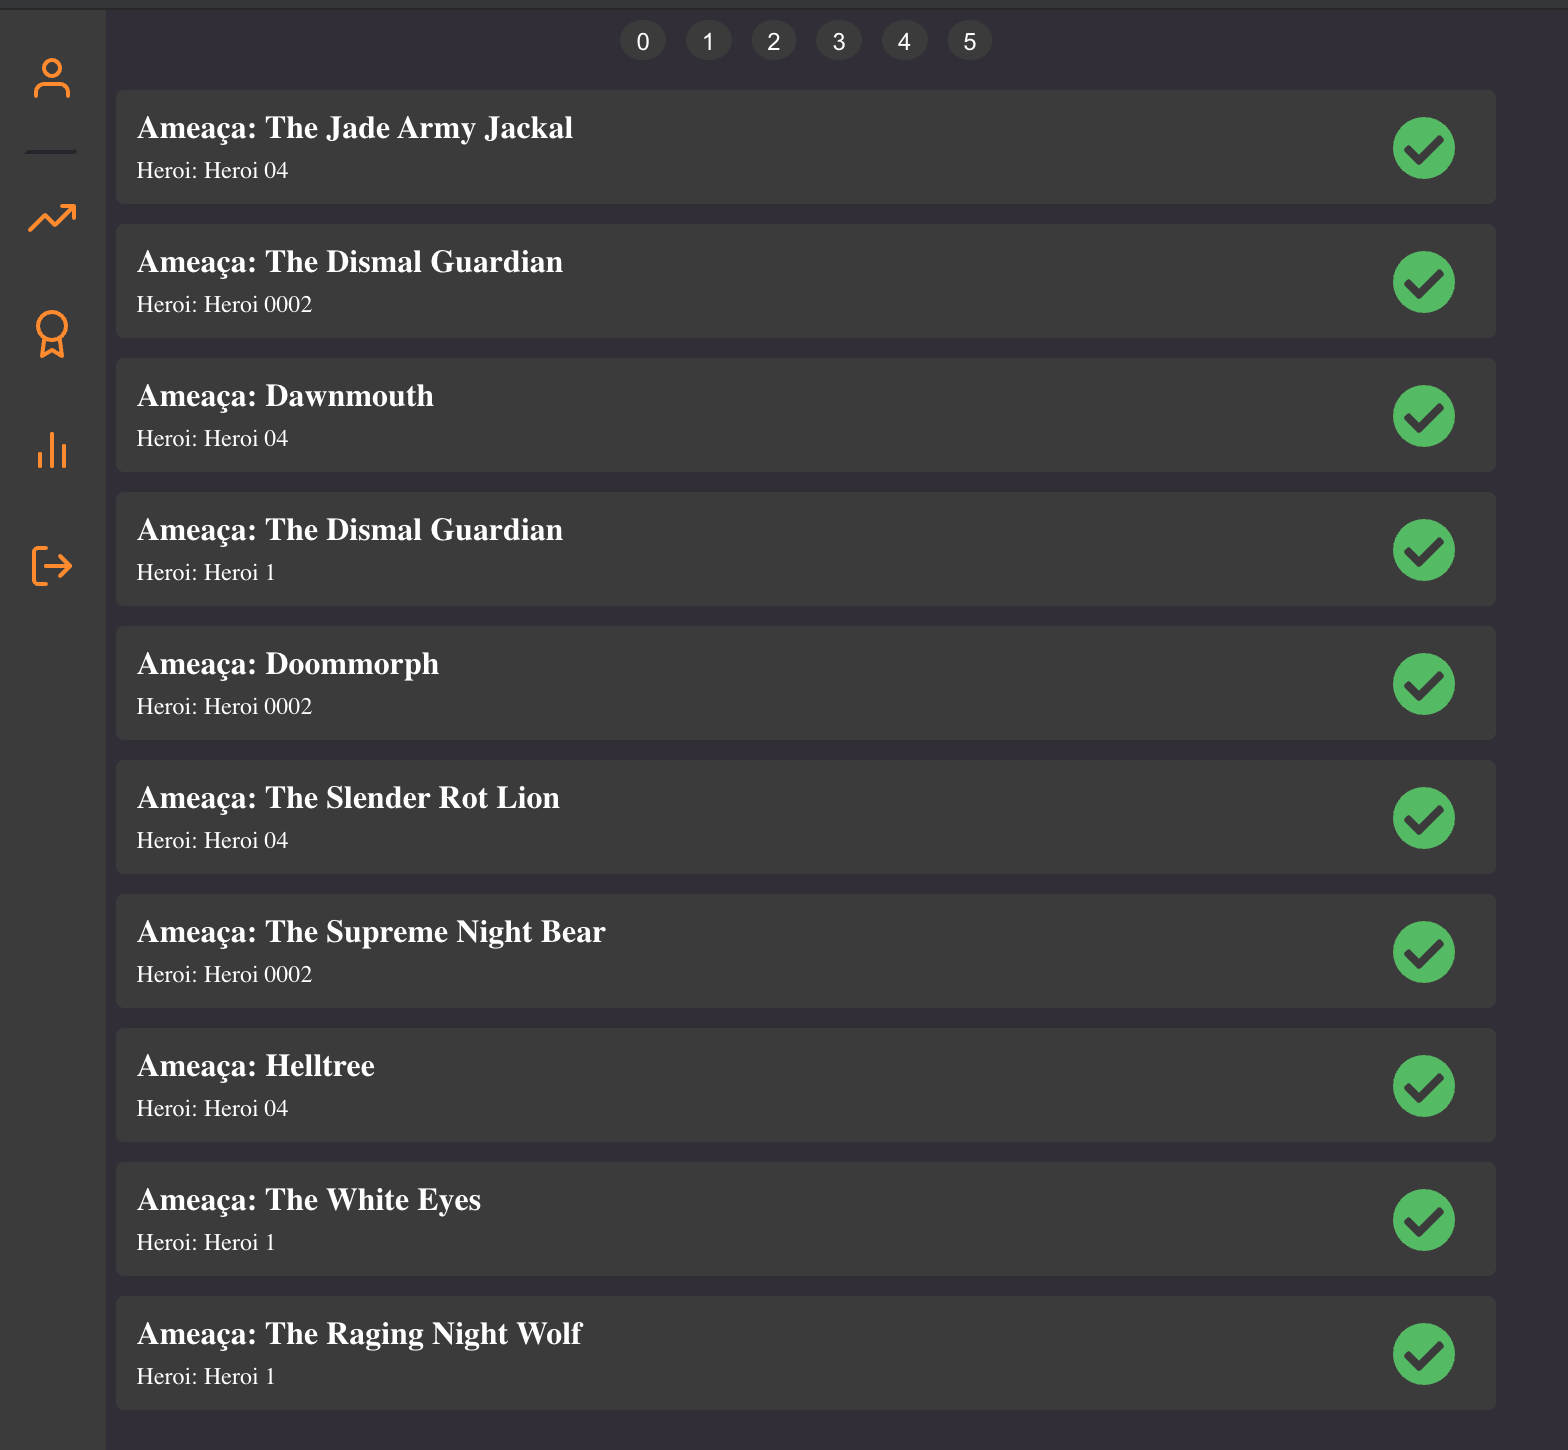 0 1 2 3 4 5
Ameaça: The Jade Army Jackal
Heroi: Heroi 04
Ameaça: The Dismal Guardian
Heroi: Heroi 0002
Ameaça: Dawnmouth
Heroi: Heroi 04
Ameaça: The Dismal Guardian
Heroi: Heroi 1
Ameaça: Doommorph
Heroi: Heroi 0002
Ameaça: The Slender Rot Lion
Heroi: Heroi 04
Ameaça: The Supreme Night Bear
Heroi: Heroi 0002
Ameaça: Helltree
Heroi: Heroi 04
Ameaça: The White Eyes
Heroi: Heroi 1
Ameaça: The Raging Night Wolf
Heroi: Heroi 1